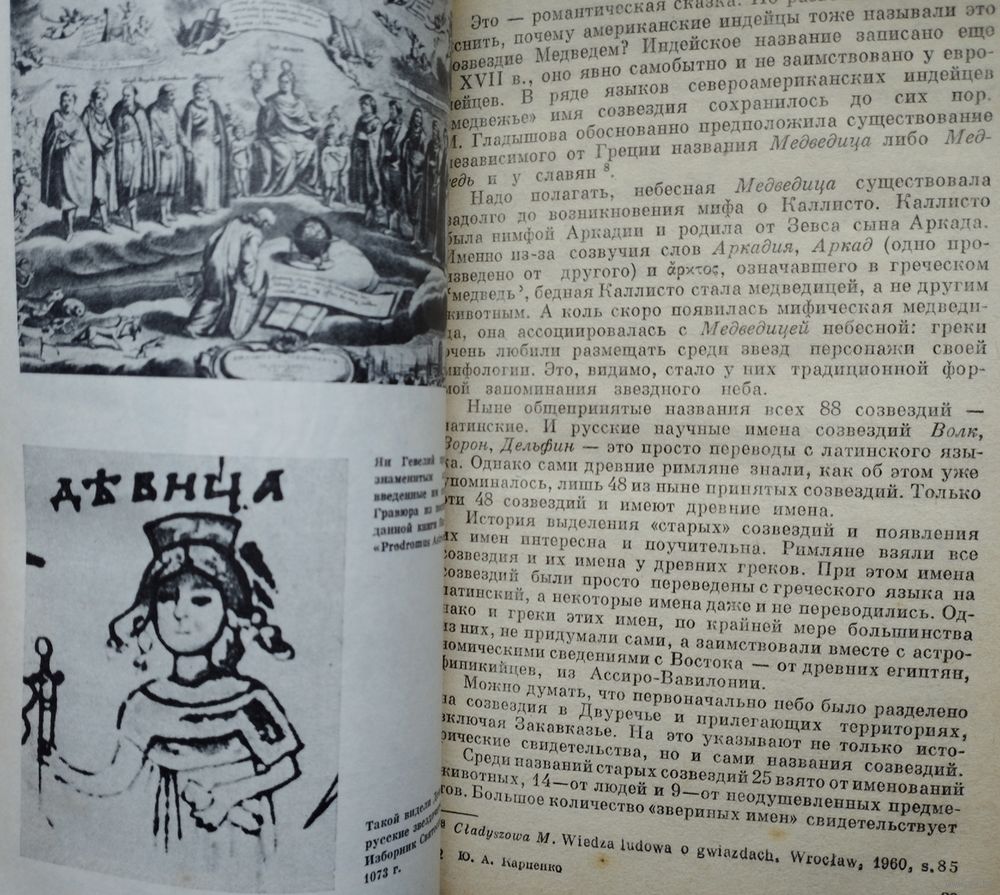 ДѢВИЦА
Ян Гевелий
знаменитых
введенные им
Гравюра из
данной книги
«Prodromus
Такой видели
русские
Изборник
1073 г.
Это — романтическая сказка.
почему американские индейцы тоже называли это
созвездие Медведем? Индейское название записано еще
XVII в., оно явно самобытно и не заимствовано у евро-
пейцев. В ряде языков североамериканских индейцев
«медвежье» имя созвездия сохранилось до сих пор.
М. Гладышова обоснованно предположила существование
независимого от Греции названия Медведица либо Мед-
ведь и у славян 8.
Надо полагать, небесная Медведица существовала
задолго до возникновения мифа о Каллисто. Каллисто
была нимфой Аркадии и родила от Зевса сына Аркада.
Именно из-за созвучия слов Аркадия, Аркад (одно про-
изведено от другого) и ἄρκτος, означавшего в греческом
'медведь', бедная Каллисто стала медведицей, а не другим
животным. А коль скоро появилась мифическая медведи-
ца, она ассоциировалась с Медведицей небесной: греки
очень любили размещать среди звезд персонажи своей
мифологии. Это, видимо, стало у них традиционной фор-
мой запоминания звездного неба.
Ныне общепринятые названия всех 88 созвездий —
латинские. И русские научные имена созвездий Волк,
Ворон, Дельфин — это просто переводы с латинского язы-
ка. Однако сами древние римляне знали, как об этом уже
упоминалось, лишь 48 из ныне принятых созвездий. Только
эти 48 созвездий и имеют древние имена.
История выделения «старых» созвездий и появления
их имен интересна и поучительна. Римляне взяли все
созвездия и их имена у древних греков. При этом имена
созвездий были просто переведены с греческого языка на
латинский, а некоторые имена даже и не переводились. Од-
нако и греки этих имен, по крайней мере большинства
из них, не придумали сами, а заимствовали вместе с астро-
номическими сведениями с Востока — от древних египтян,
финикийцев, из Ассиро-Вавилонии.
Можно думать, что первоначально небо было разделено
на созвездия в Двуречье и прилегающих территориях,
включая Закавказье. На это указывают не только исто-
рические свидетельства, но и сами названия созвездий.
Среди названий старых созвездий 25 взято от именований
животных, 14—от людей и 9—от неодушевленных предме-
тов. Большое количество «звериных имен» свидетельствует
8 Cładyszowa M. Wiedza ludowa o gwiazdach. Wrocław, 1960, s. 85
2 Ю. А. Карпенко